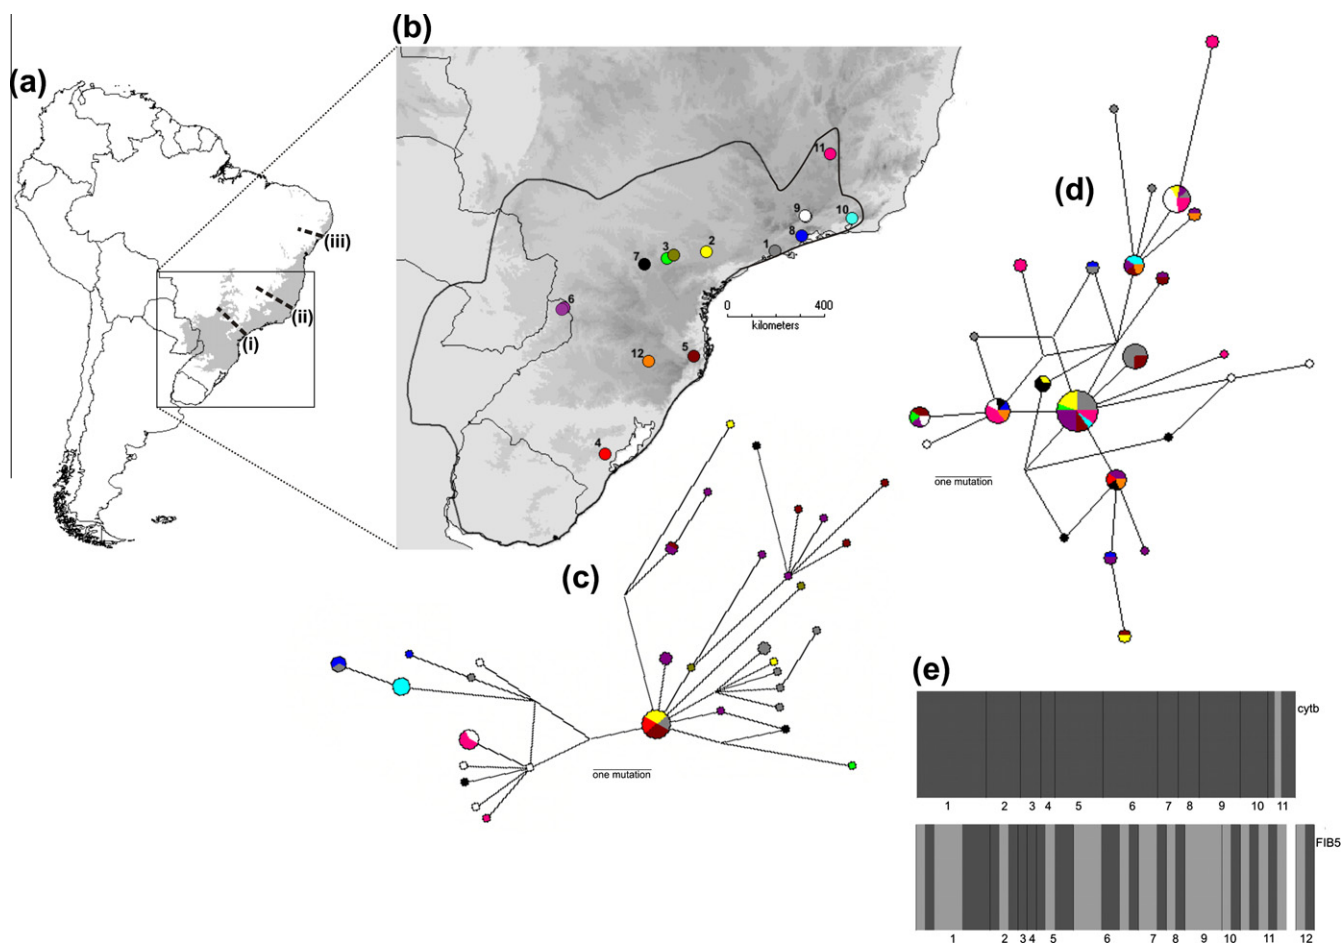 (a)
(i)
(ii)
(iii)
(b)
11
10
9
8
1
2
3
7
6
12
5
4
0 400
kilometers
(c)
one mutation
(d)
one mutation
(e)
cytb
1 2 3 4 5 6 7 8 9 10 11
FIB5
1 2 3 4 5 6 7 8 9 10 11 12